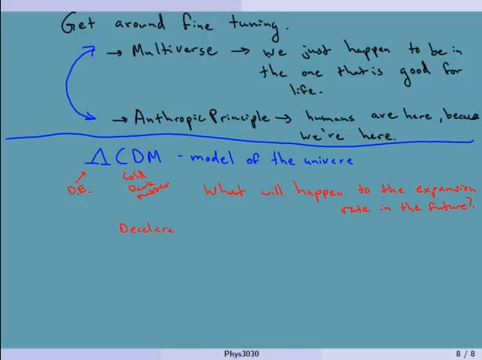 Get around fine tuning.
→ Multiverse → we just happen to be in
the one that is good for
life.
→ Anthropic Principle → humans are here, because
we're here.
ΛCDM - model of the univere
D.E.
Cold
Dark
Matter
What will happen to the expansion
rate in the future?
Decelera
Phys3030
8 / 8